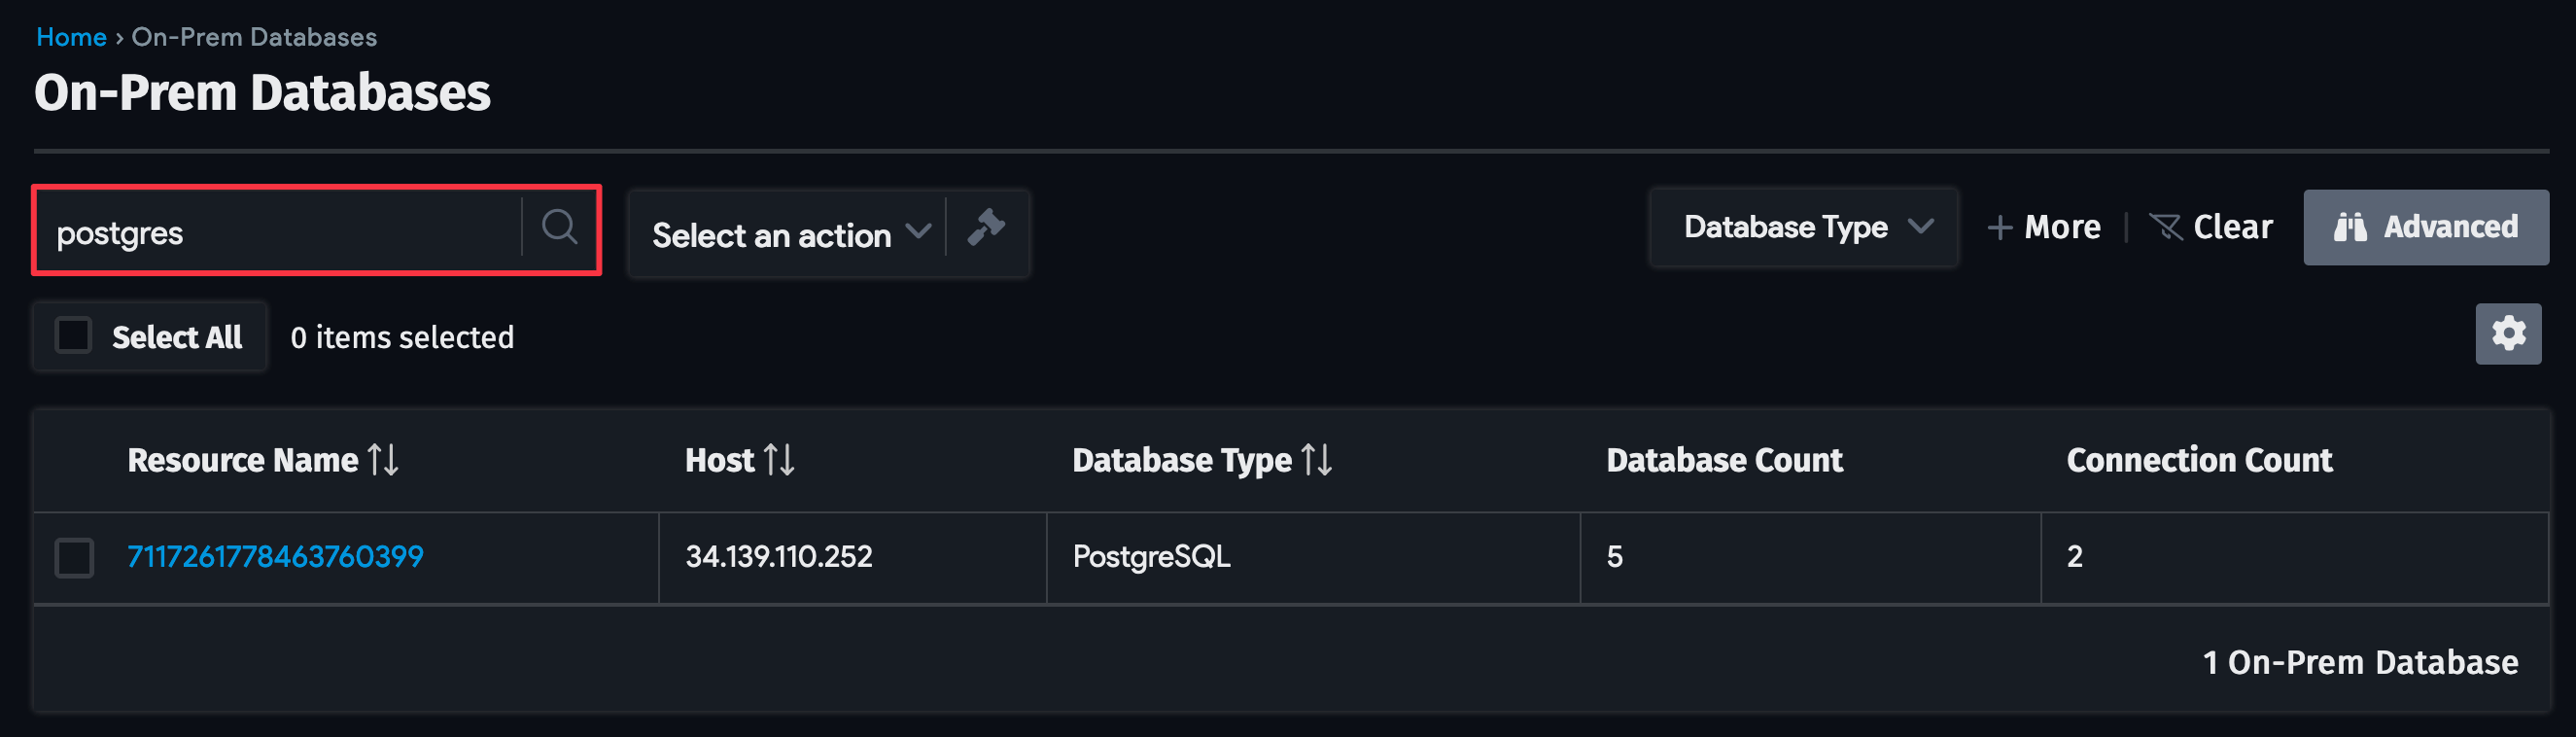 Home › On-Prem Databases
On-Prem Databases
postgres
Select an action
Database Type
+ More
Clear
Advanced
Select All
0 items selected
Resource Name Host Database Type Database Count Connection Count
7117261778463760399 34.139.110.252 PostgreSQL 5 2
1 On-Prem Database